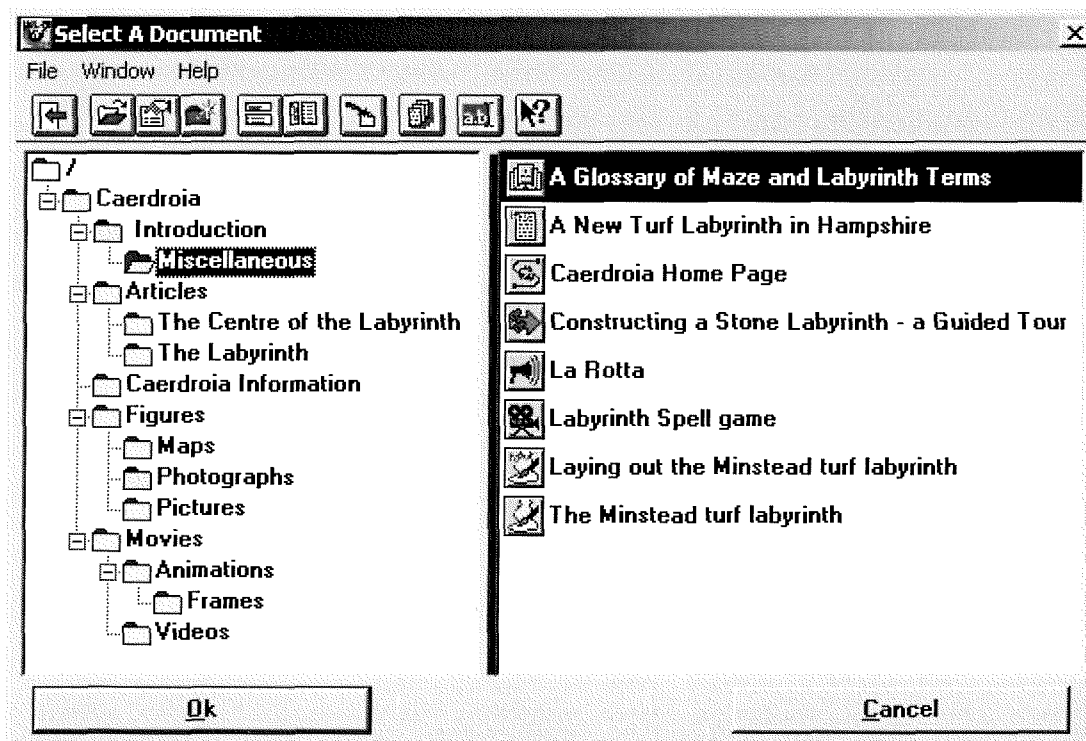 Select A Document
File Window Help
/
Caerdroia
Introduction
Miscellaneous
Articles
The Centre of the Labyrinth
The Labyrinth
Caerdroia Information
Figures
Maps
Photographs
Pictures
Movies
Animations
Frames
Videos
A Glossary of Maze and Labyrinth Terms
A New Turf Labyrinth in Hampshire
Caerdroia Home Page
Constructing a Stone Labyrinth - a Guided Tour
La Rotta
Labyrinth Spell game
Laying out the Minstead turf labyrinth
The Minstead turf labyrinth
Ok
Cancel